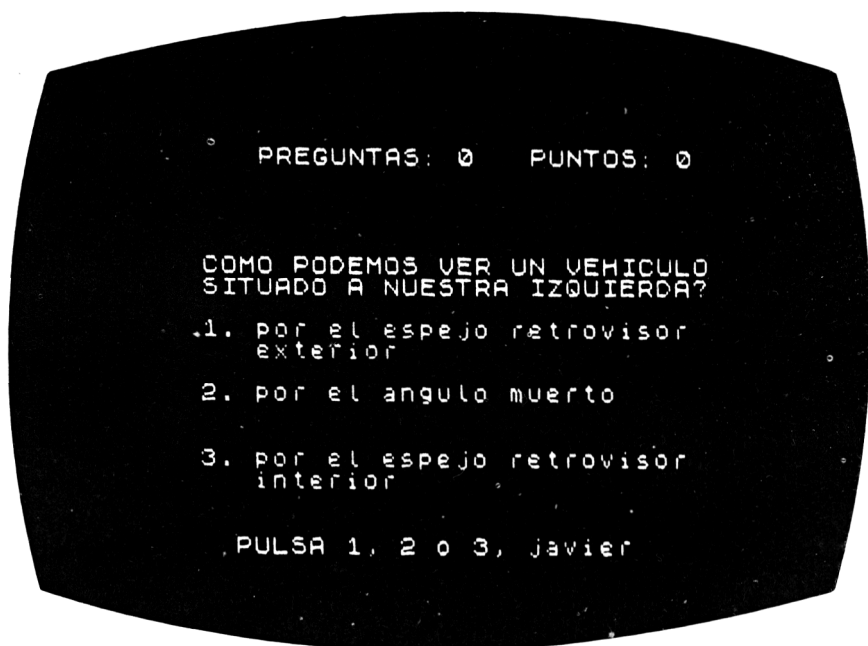 PREGUNTAS: 0 PUNTOS: 0
COMO PODEMOS VER UN VEHICULO
SITUADO A NUESTRA IZQUIERDA?
1. por el espejo retrovisor
exterior
2. por el angulo muerto
3. por el espejo retrovisor
interior
PULSA 1, 2 o 3, javier